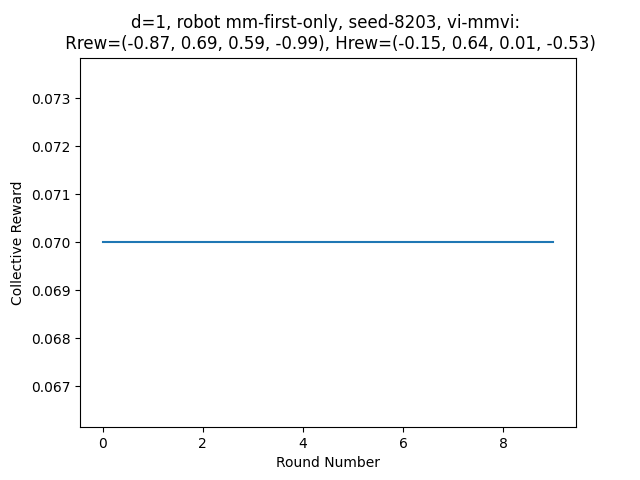 d=1, robot mm-first-only, seed-8203, vi-mmvi:
Rrew=(-0.87, 0.69, 0.59, -0.99), Hrew=(-0.15, 0.64, 0.01, -0.53)
0.073
0.072
0.071
0.070
0.069
0.068
0.067
Collective Reward
0 2 4 6 8
Round Number